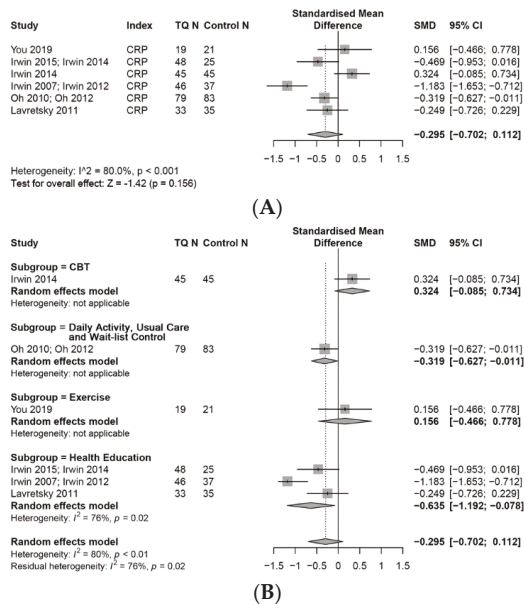 Standardised Mean
Study Index TQ N Control N Difference SMD 95% CI
You 2019 CRP 19 21 0.156 [−0.466; 0.778]
Irwin 2015; Irwin 2014 CRP 48 25 −0.469 [−0.953; 0.016]
Irwin 2014 CRP 45 45 0.324 [−0.085; 0.734]
Irwin 2007; Irwin 2012 CRP 46 37 −1.183 [−1.653; −0.712]
Oh 2010; Oh 2012 CRP 79 83 −0.319 [−0.627; −0.011]
Lavretsky 2011 CRP 33 35 −0.249 [−0.726; 0.229]
−0.295 [−0.702; 0.112]
−1.5 −1 −0.5 0 0.5 1 1.5
Heterogeneity: I^2 = 80.0%, p < 0.001
Test for overall effect: Z = -1.42 (p = 0.156)
(A)
Standardised Mean
Study TQ N Control N Difference SMD 95% CI
Subgroup = CBT
Irwin 2014 45 45 0.324 [−0.085; 0.734]
Random effects model 0.324 [−0.085; 0.734]
Heterogeneity: not applicable
Subgroup = Daily Activity, Usual Care
and Wait-list Control
Oh 2010; Oh 2012 79 83 −0.319 [−0.627; −0.011]
Random effects model −0.319 [−0.627; −0.011]
Heterogeneity: not applicable
Subgroup = Exercise
You 2019 19 21 0.156 [−0.466; 0.778]
Random effects model 0.156 [−0.466; 0.778]
Heterogeneity: not applicable
Subgroup = Health Education
Irwin 2015; Irwin 2014 48 25 −0.469 [−0.953; 0.016]
Irwin 2007; Irwin 2012 46 37 −1.183 [−1.653; −0.712]
Lavretsky 2011 33 35 −0.249 [−0.726; 0.229]
Random effects model −0.635 [−1.192; −0.078]
Heterogeneity: I² = 76%, p = 0.02
Random effects model −0.295 [−0.702; 0.112]
Heterogeneity: I² = 80%, p < 0.01
Residual heterogeneity: I² = 76%, p = 0.02
−1.5 −1 −0.5 0 0.5 1 1.5
(B)